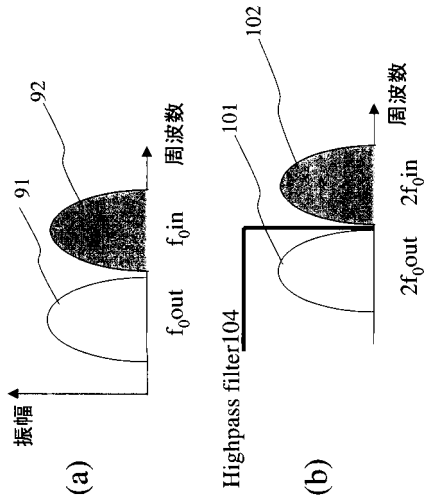 (a)
振幅
91
92
f₀out
f₀in
周波数
(b)
Highpass filter104
101
102
2f₀out
2f₀in
周波数